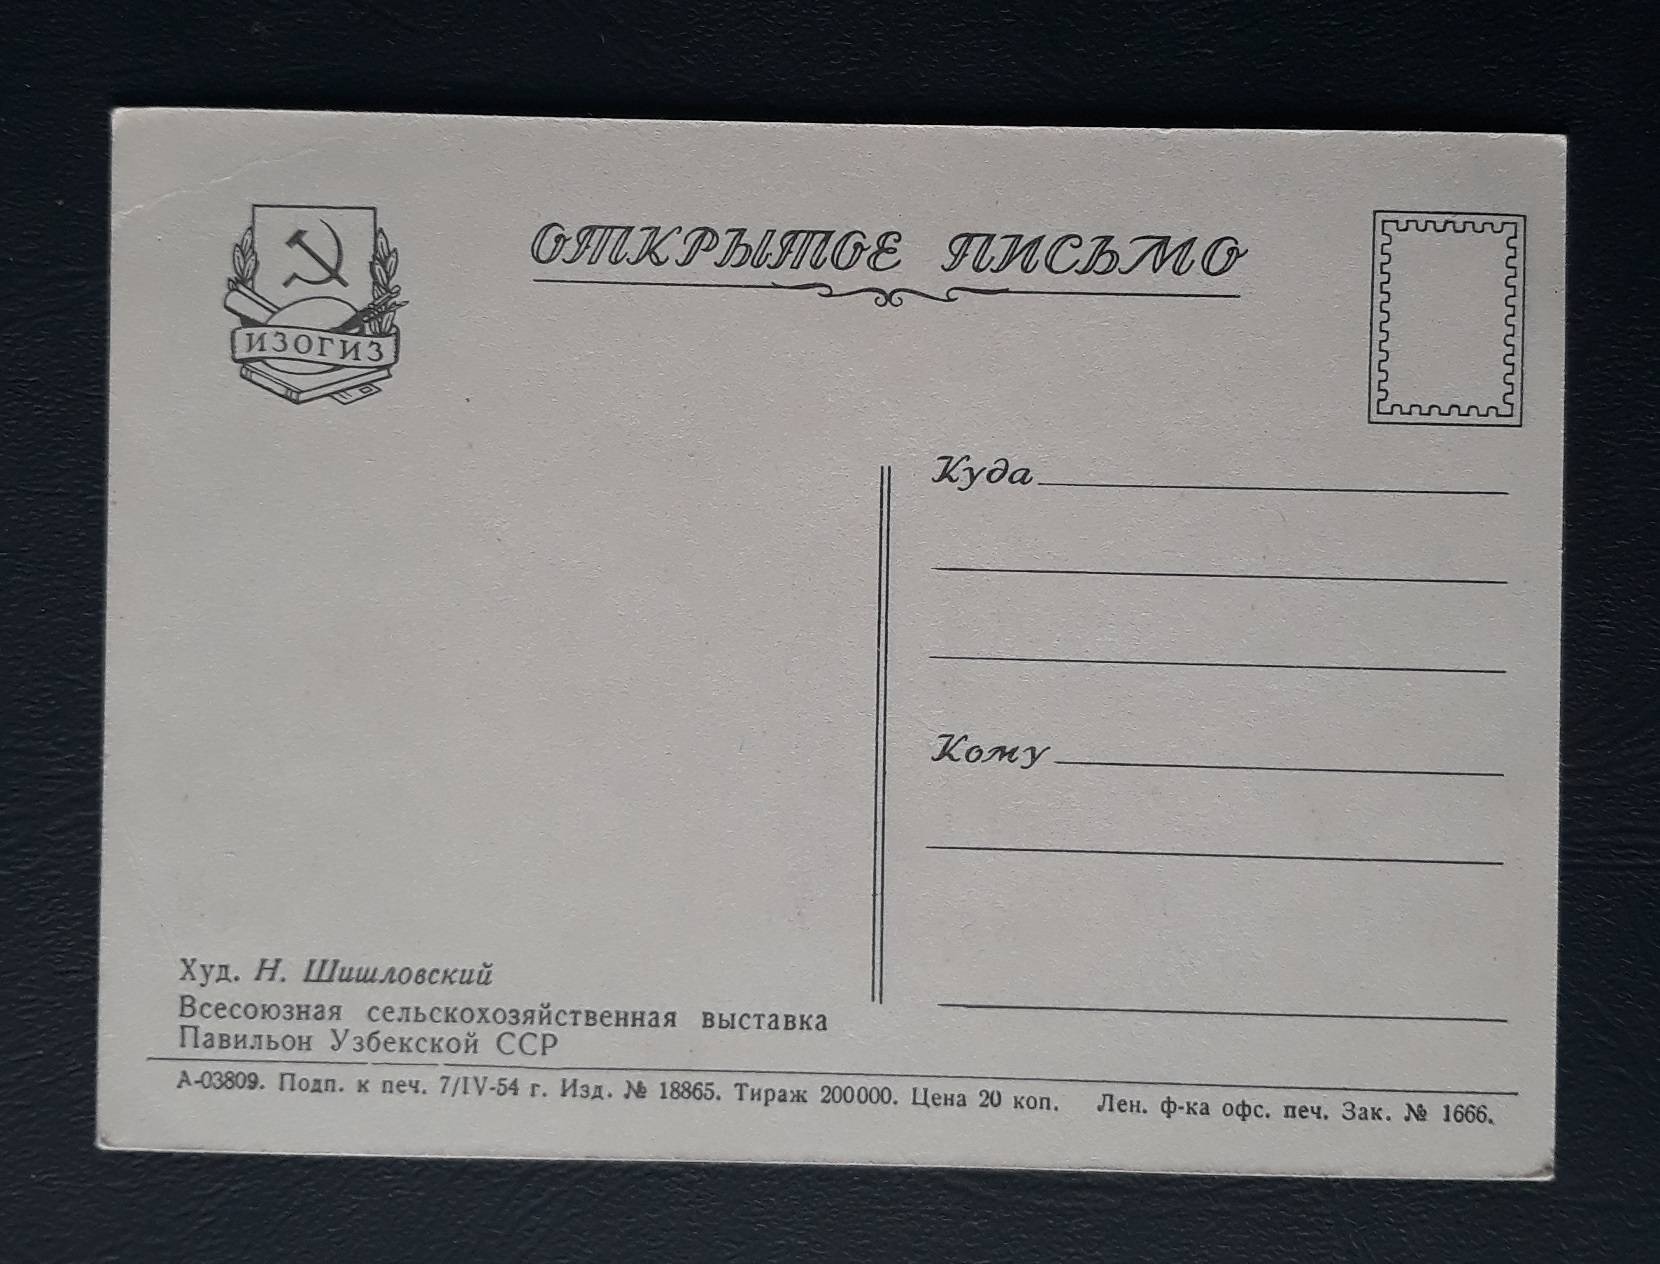 ИЗОГИЗ
ОТКРЫТОЕ ПИСЬМО
Куда
Кому
Худ. Н. Шишловский
Всесоюзная сельскохозяйственная выставка
Павильон Узбекской ССР
А-03809. Подп. к печ. 7/IV-54 г. Изд. № 18865. Тираж 200000. Цена 20 коп. Лен. ф-ка офс. печ. Зак. № 1666.